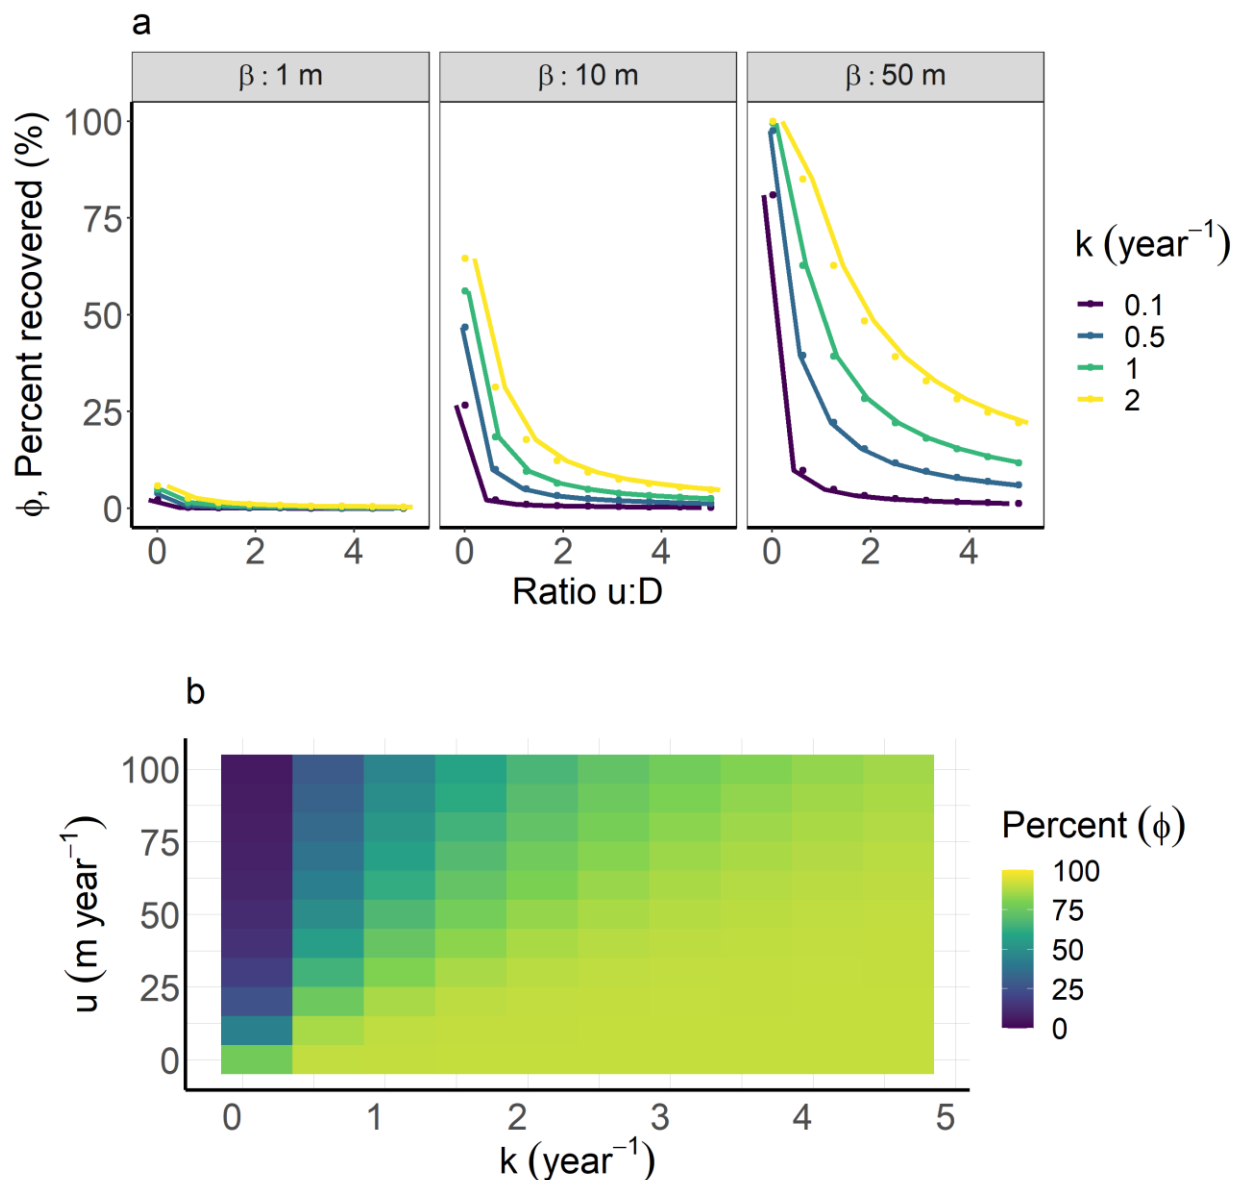 a
β : 1 m β : 10 m β : 50 m
ϕ, Percent recovered (%)
100
75
50
25
0
0 2 4 0 2 4 0 2 4
Ratio u:D
k (year⁻¹)
0.1
0.5
1
2
b
u (m year⁻¹)
100
75
50
25
0
0 1 2 3 4 5
k (year⁻¹)
Percent (ϕ)
100
75
50
25
0